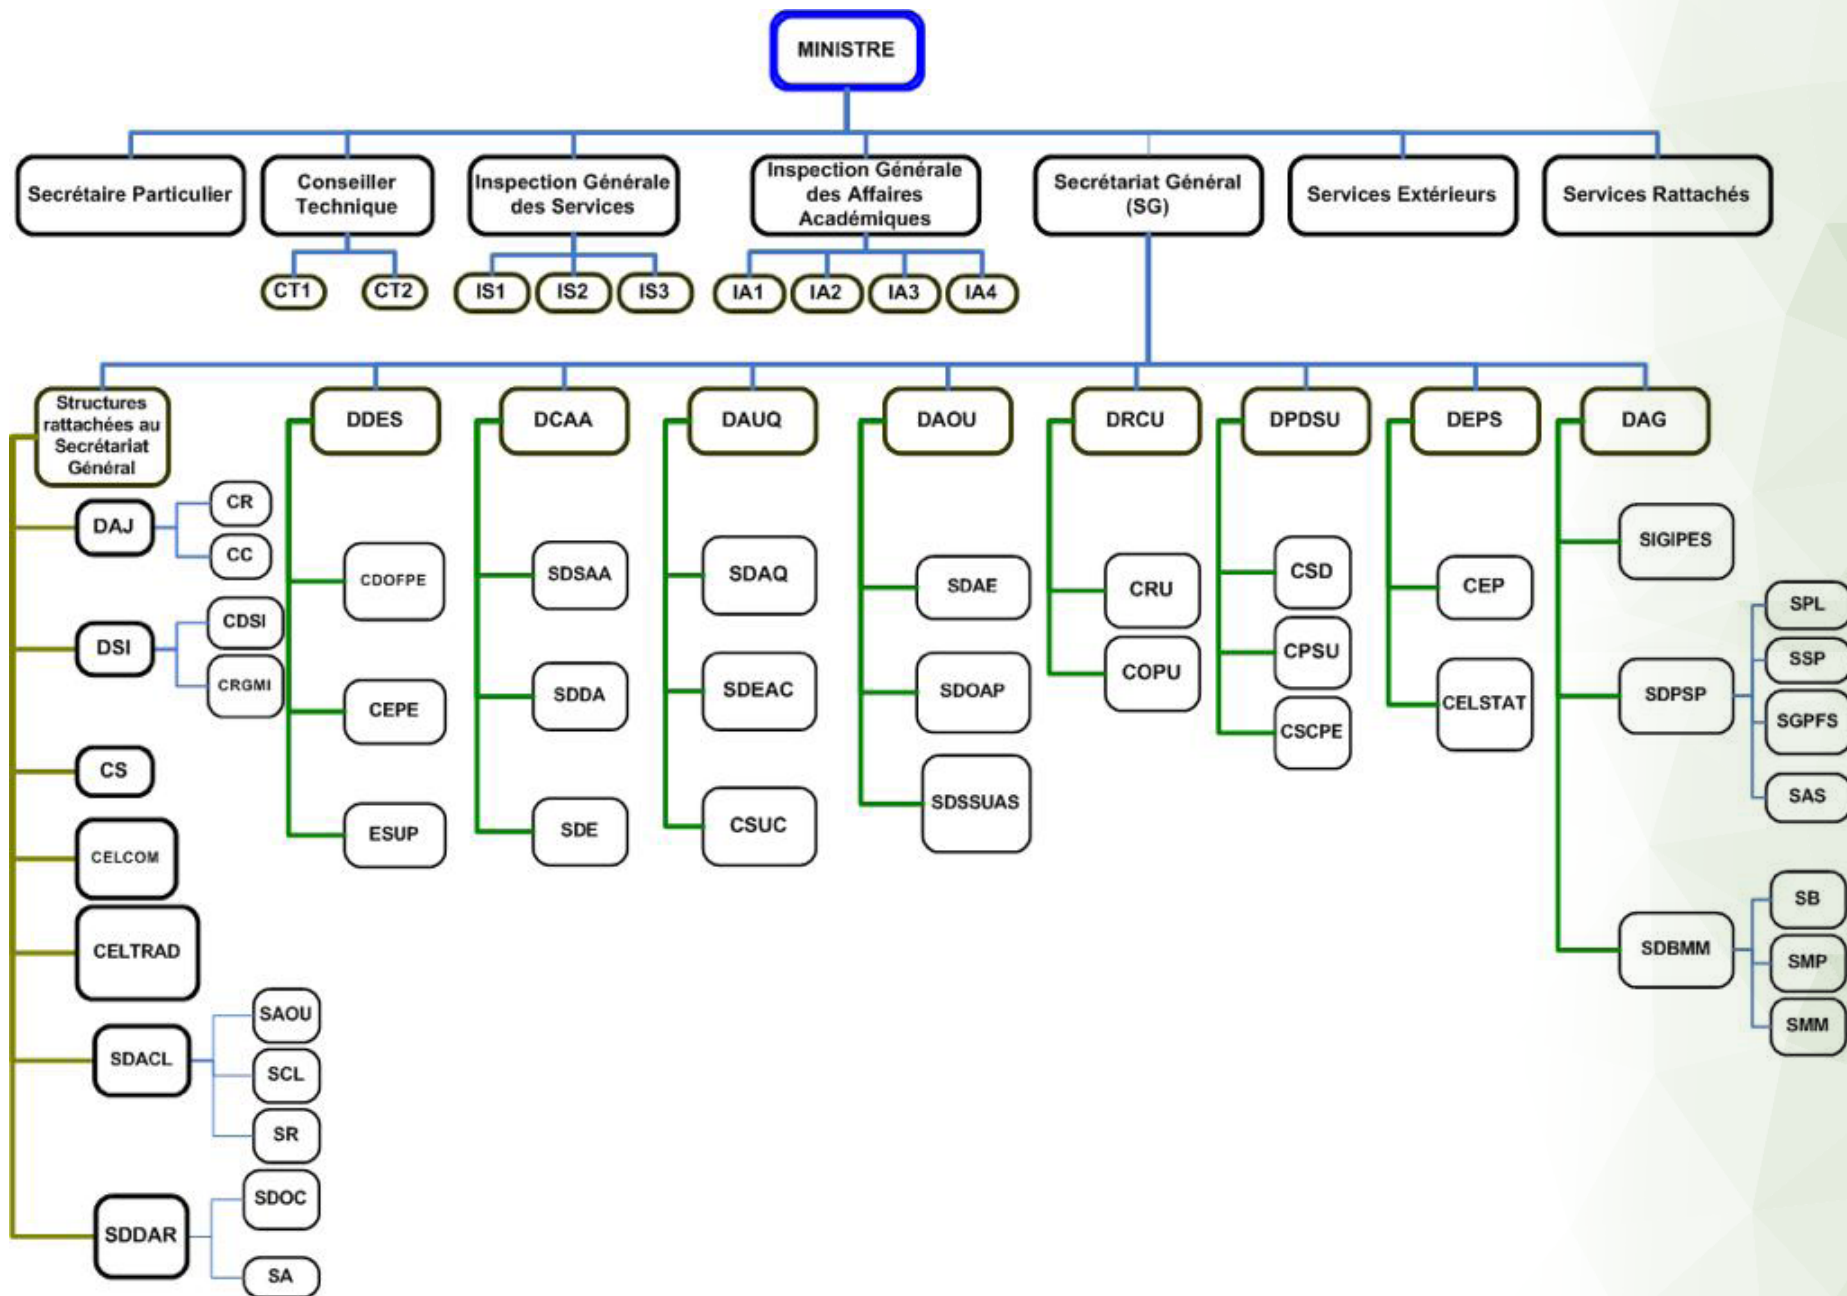 MINISTRE
Secrétaire Particulier
Conseiller
Technique
Inspection Générale
des Services
Inspection Générale
des Affaires
Académiques
Secrétariat Général
(SG)
Services Extérieurs
Services Rattachés
CT1
CT2
IS1
IS2
IS3
IA1
IA2
IA3
IA4
Structures
rattachées au
Secrétariat
Général
DDES
DCAA
DAUQ
DAOU
DRCU
DPDSU
DEPS
DAG
DAJ
CR
CC
DSI
CDSI
CRGMI
CS
CELCOM
CELTRAD
SDACL
SAOU
SCL
SR
SDDAR
SDOC
SA
CDOFPE
CEPE
ESUP
SDSAA
SDDA
SDE
SDAQ
SDEAC
CSUC
SDAE
SDOAP
SDSSUAS
CRU
COPU
CSD
CPSU
CSCPE
CEP
CELSTAT
SIGIPES
SDPSP
SPL
SSP
SGPFS
SAS
SDBMM
SB
SMP
SMM